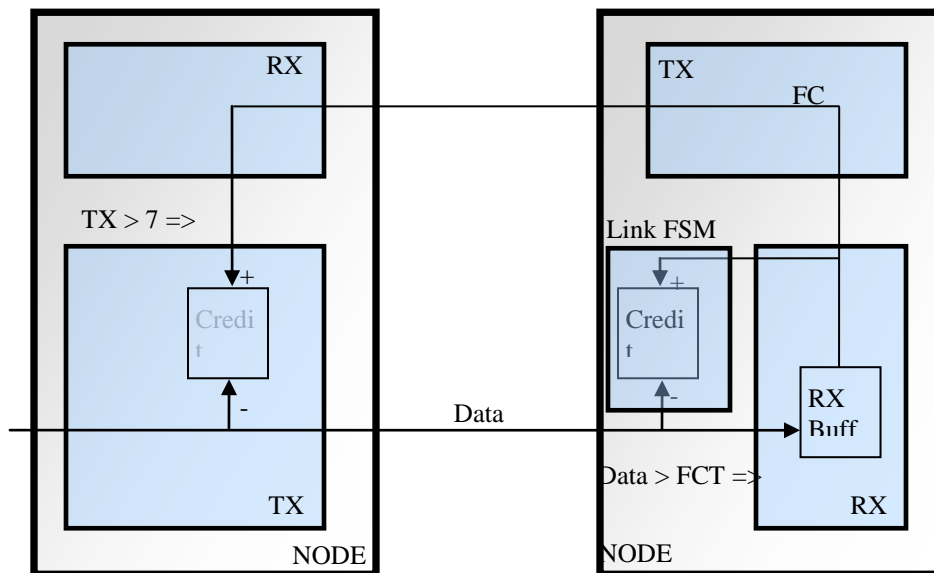 RX
TX
FC
TX > 7 =>
Link FSM
+
+
Credi
t
Credi
t
RX
Buff
-
-
Data
Data > FCT =>
TX
RX
NODE
NODE